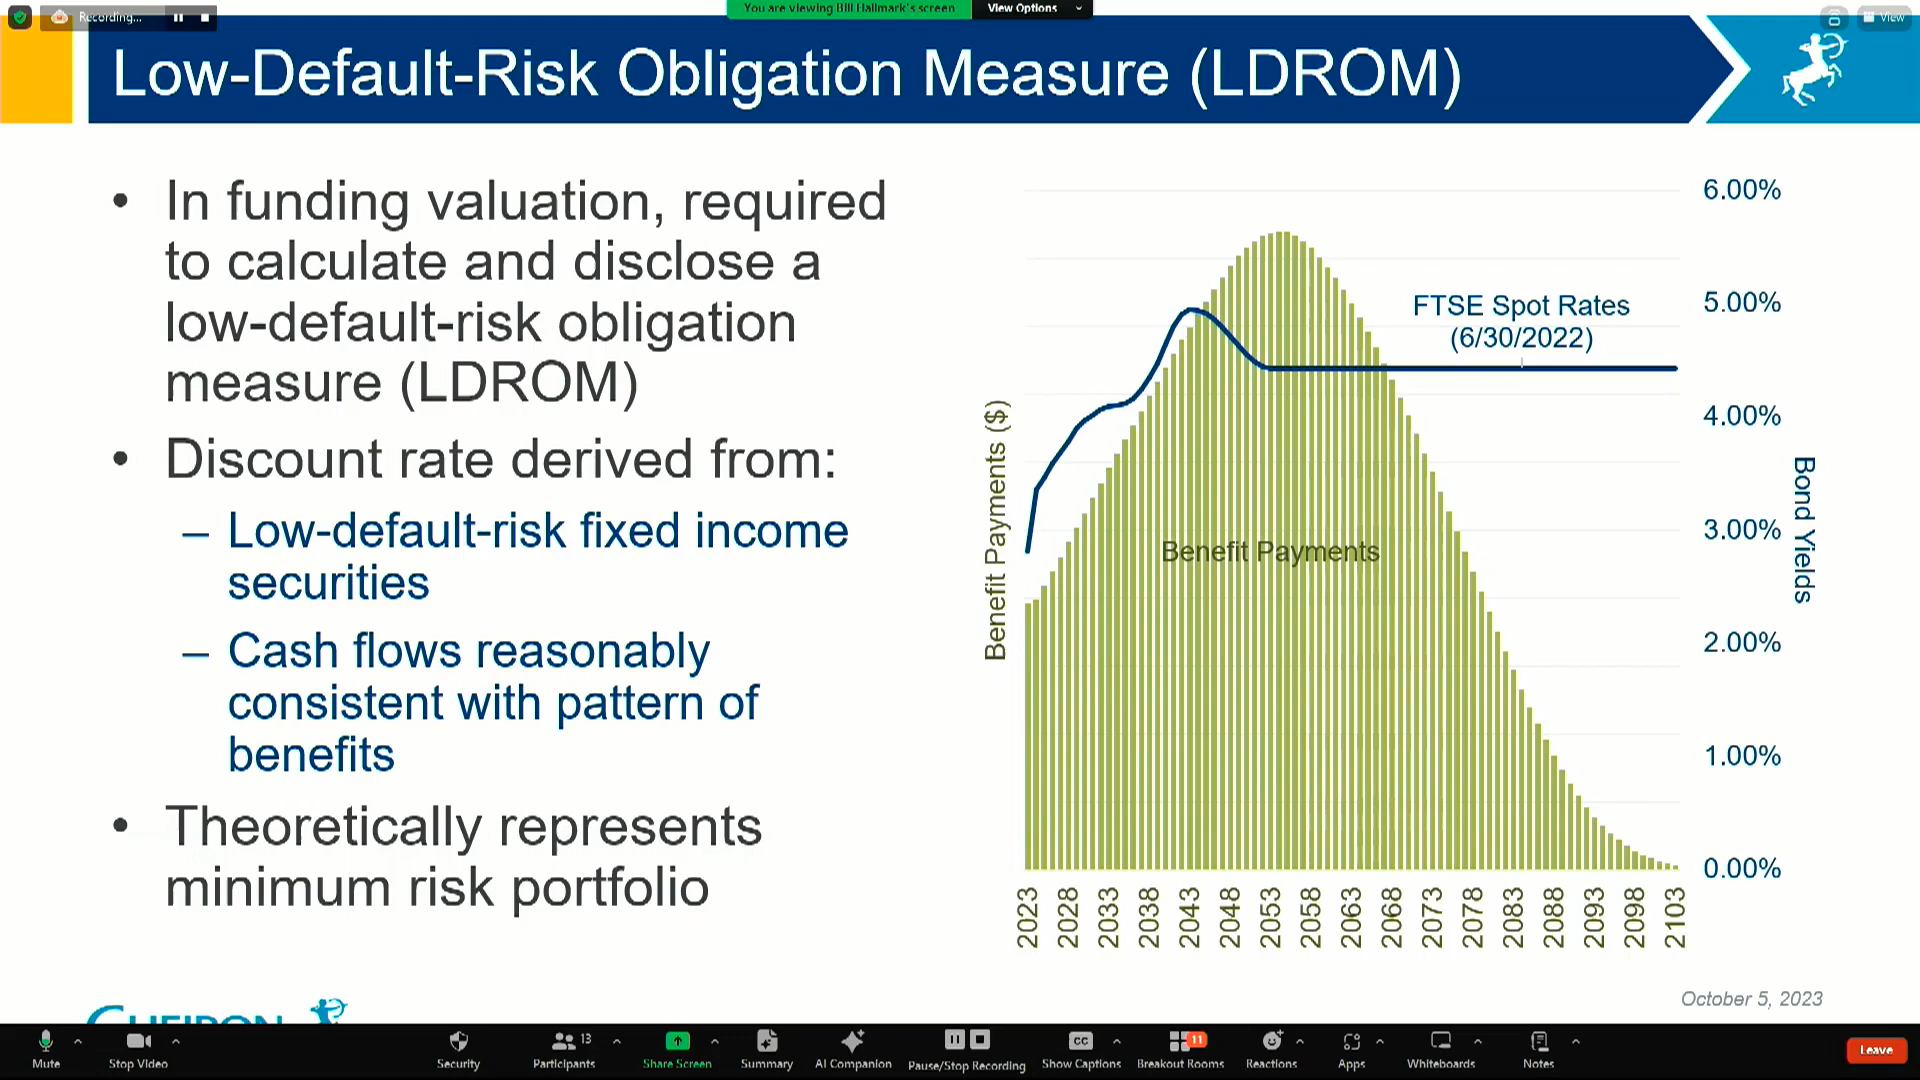 Recording...
You are viewing Bill Hallmark's screen
View Options
View
Low-Default-Risk Obligation Measure (LDROM)
• In funding valuation, required
to calculate and disclose a
low-default-risk obligation
measure (LDROM)
• Discount rate derived from:
– Low-default-risk fixed income
securities
– Cash flows reasonably
consistent with pattern of
benefits
• Theoretically represents
minimum risk portfolio
Benefit Payments ($)
FTSE Spot Rates
(6/30/2022)
Benefit Payments
6.00%
5.00%
4.00%
3.00%
2.00%
1.00%
0.00%
Bond Yields
2023 2028 2033 2038 2043 2048 2053 2058 2063 2068 2073 2078 2083 2088 2093 2098 2103
October 5, 2023
CHEIRON
13
CC
11
Mute Stop Video Security Participants Share Screen Summary AI Companion Pause/Stop Recording Show Captions Breakout Rooms Reactions Apps Whiteboards Notes Leave